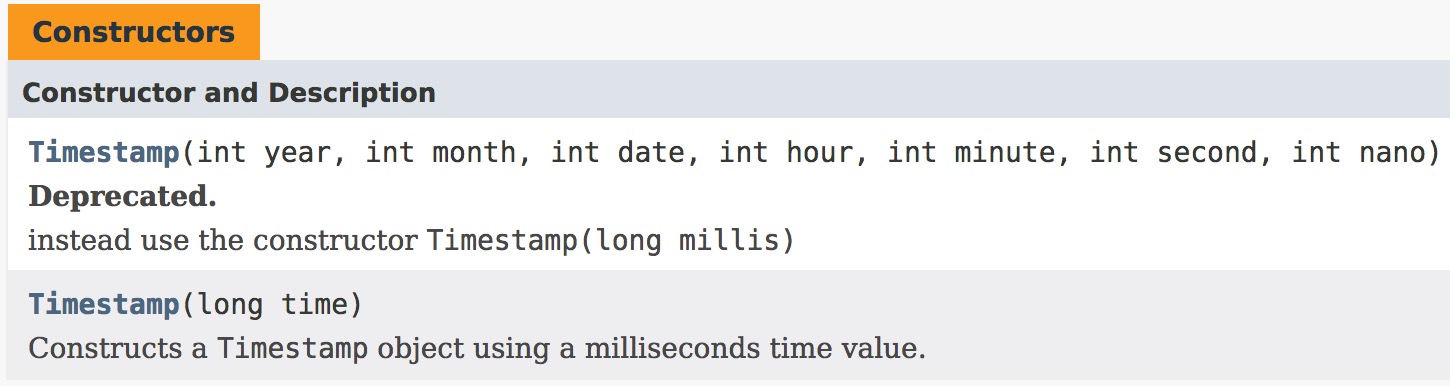 Constructors
Constructor and Description
Timestamp(int year, int month, int date, int hour, int minute, int second, int nano)
Deprecated.
instead use the constructor Timestamp(long millis)
Timestamp(long time)
Constructs a Timestamp object using a milliseconds time value.